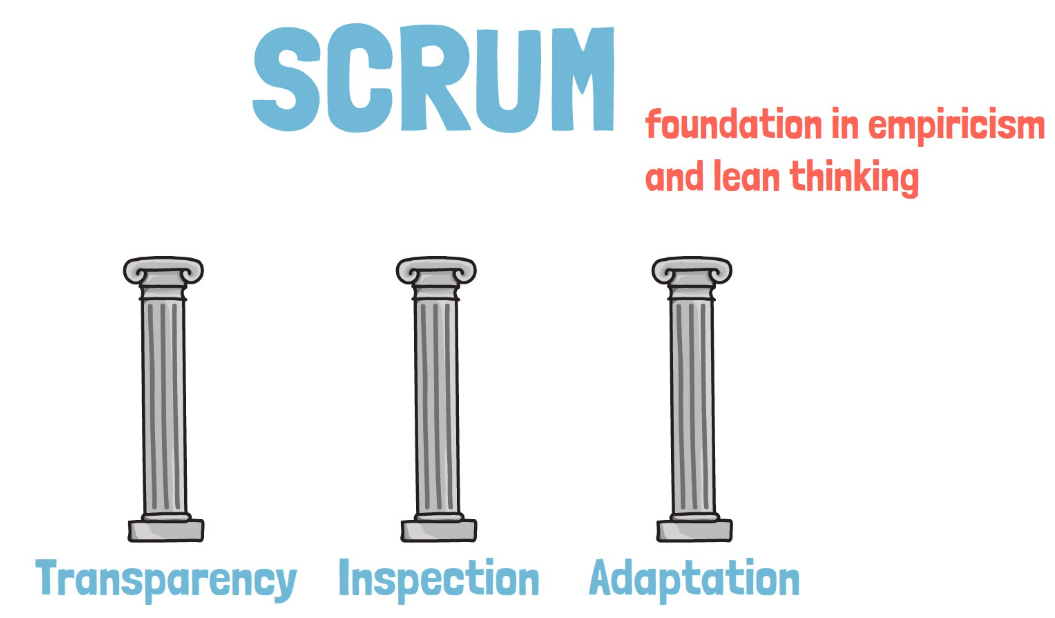 SCRUM
foundation in empiricism
and lean thinking
Transparency Inspection Adaptation